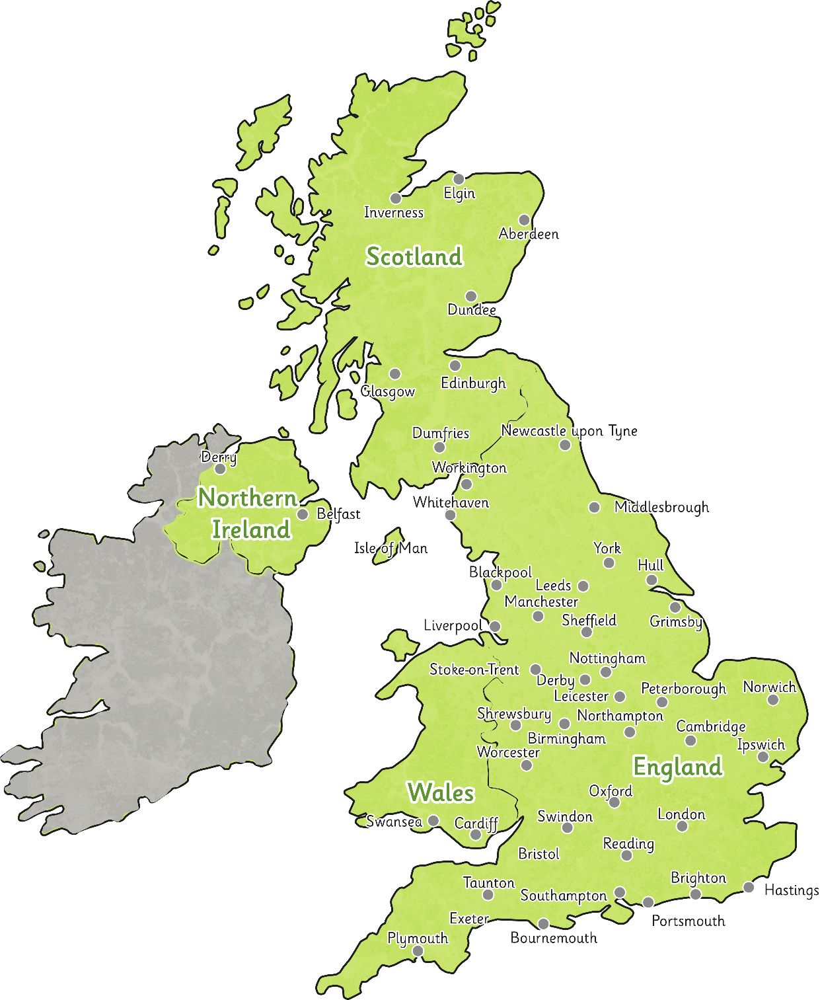 Elgin
Inverness
Aberdeen
Scotland
Dundee
Edinburgh
Glasgow
Dumfries
Newcastle upon Tyne
Derry
Workington
Northern
Ireland
Whitehaven
Middlesbrough
Belfast
Isle of Man
York
Hull
Blackpool
Leeds
Manchester
Sheffield
Grimsby
Liverpool
Nottingham
Stoke-on-Trent
Derby
Leicester
Peterborough
Norwich
Shrewsbury
Northampton
Cambridge
Birmingham
Ipswich
Worcester
England
Wales
Oxford
Swansea
Cardiff
Swindon
London
Reading
Bristol
Taunton
Southampton
Brighton
Hastings
Exeter
Portsmouth
Plymouth
Bournemouth